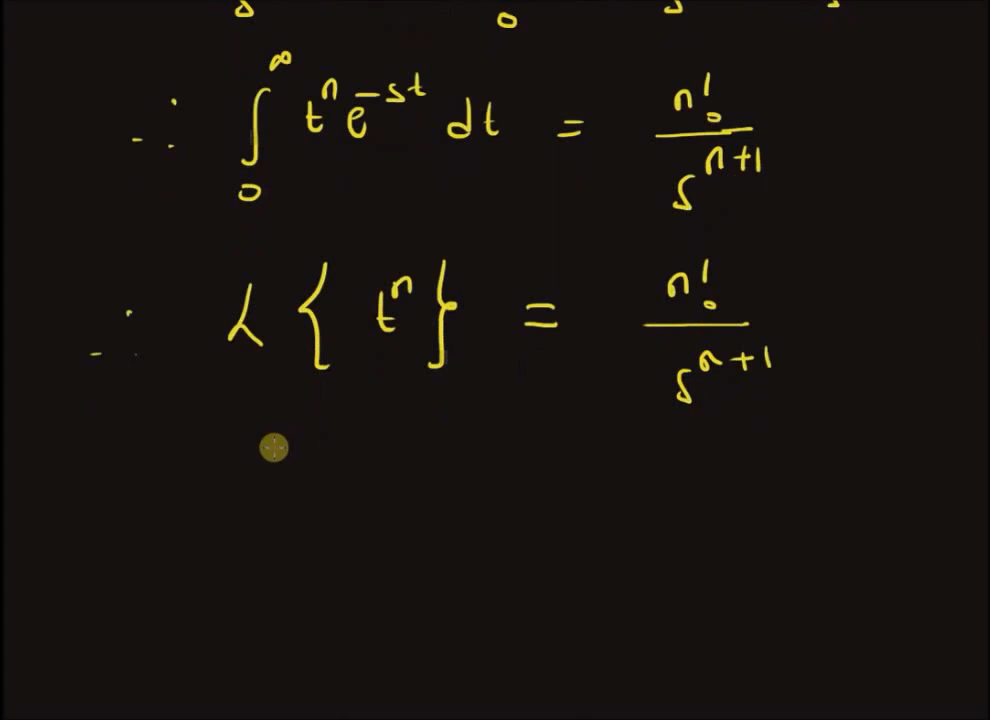 ∴ ∫₀^∞ tⁿ e^(-st) dt = n! / s^(n+1)
∴ L { tⁿ } = n! / s^(n+1)